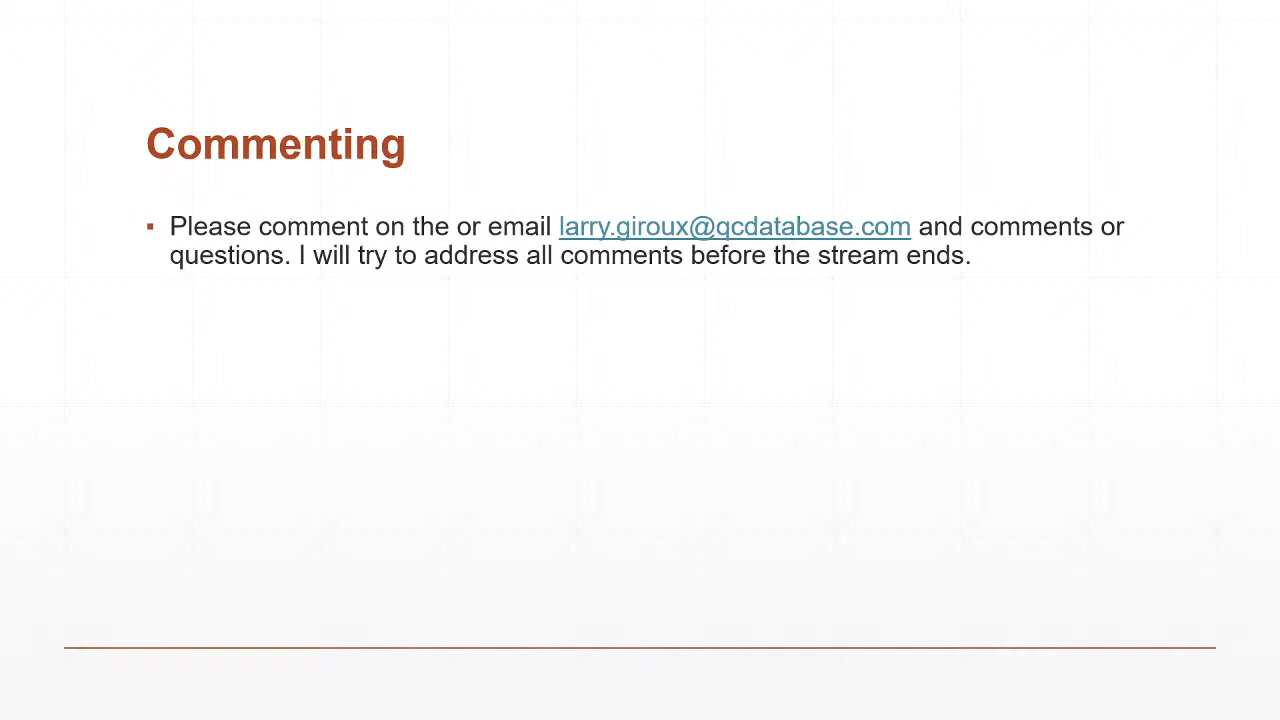 Commenting
▪ Please comment on the or email larry.giroux@qcdatabase.com and comments or
questions. I will try to address all comments before the stream ends.